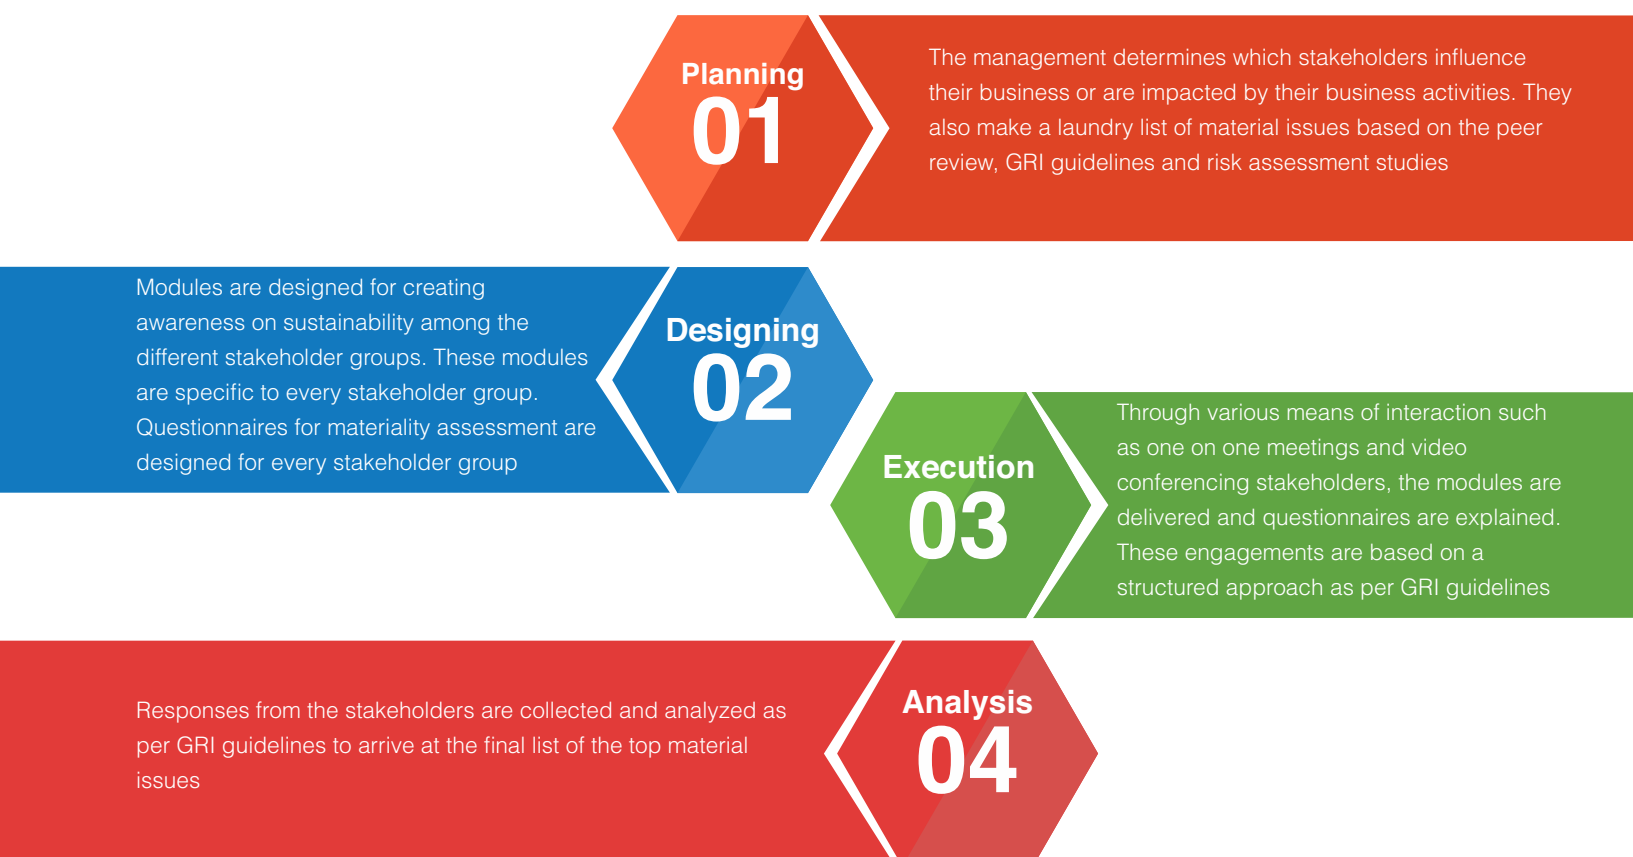 Planning
01
The management determines which stakeholders influence
their business or are impacted by their business activities. They
also make a laundry list of material issues based on the peer
review, GRI guidelines and risk assessment studies
Modules are designed for creating
awareness on sustainability among the
different stakeholder groups. These modules
are specific to every stakeholder group.
Questionnaires for materiality assessment are
designed for every stakeholder group
Designing
02
Execution
03
Through various means of interaction such
as one on one meetings and video
conferencing stakeholders, the modules are
delivered and questionnaires are explained.
These engagements are based on a
structured approach as per GRI guidelines
Responses from the stakeholders are collected and analyzed as
per GRI guidelines to arrive at the final list of the top material
issues
Analysis
04